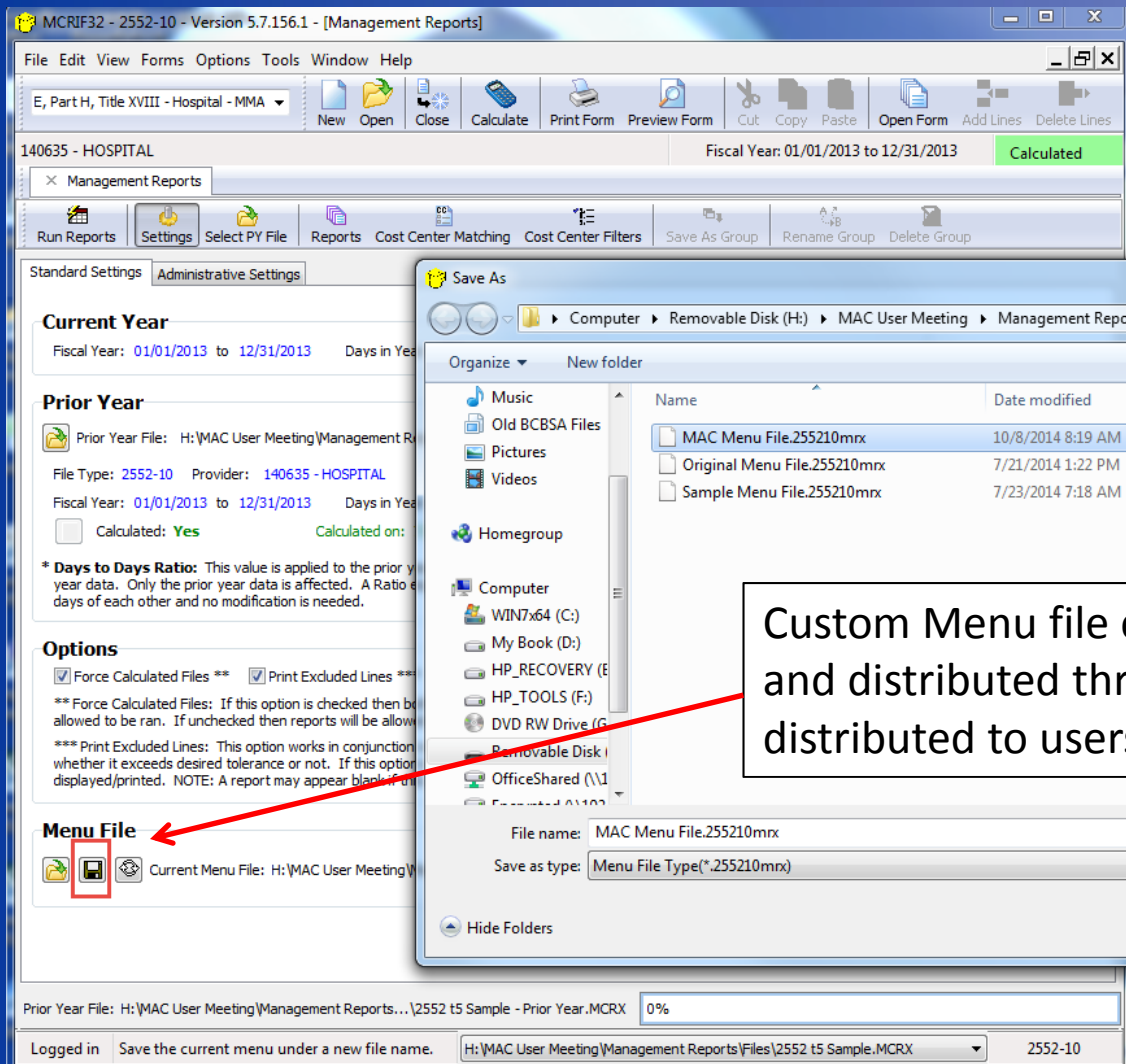 MCRIF32 - 2552-10 - Version 5.7.156.1 - [Management Reports]
File Edit View Forms Options Tools Window Help
E, Part H, Title XVIII - Hospital - MMA
New Open Close Calculate Print Form Preview Form Cut Copy Paste Open Form Add Lines Delete Lines
140635 - HOSPITAL Fiscal Year: 01/01/2013 to 12/31/2013 Calculated
Management Reports
Run Reports Settings Select PY File Reports Cost Center Matching Cost Center Filters Save As Group Rename Group Delete Group
Standard Settings Administrative Settings
Current Year
Fiscal Year: 01/01/2013 to 12/31/2013 Days in Yea
Prior Year
Prior Year File: H:\MAC User Meeting\Management R
File Type: 2552-10 Provider: 140635 - HOSPITAL
Fiscal Year: 01/01/2013 to 12/31/2013 Days in Yea
Calculated: Yes Calculated on:
* Days to Days Ratio: This value is applied to the prior y
year data. Only the prior year data is affected. A Ratio e
days of each other and no modification is needed.
Options
Force Calculated Files ** Print Excluded Lines ***
** Force Calculated Files: If this option is checked then bo
allowed to be ran. If unchecked then reports will be allow
*** Print Excluded Lines: This option works in conjunction
whether it exceeds desired tolerance or not. If this option
displayed/printed. NOTE: A report may appear blank if th
Menu File
Current Menu File: H:\MAC User Meeting\M
Save As
Computer Removable Disk (H:) MAC User Meeting Management Repo
Organize New folder
Music
Old BCBSA Files
Pictures
Videos
Homegroup
Computer
WIN7x64 (C:)
My Book (D:)
HP_RECOVERY (E
HP_TOOLS (F:)
DVD RW Drive (G
Removable Disk (
OfficeShared (\\1
Name Date modified
MAC Menu File.255210mrx 10/8/2014 8:19 AM
Original Menu File.255210mrx 7/21/2014 1:22 PM
Sample Menu File.255210mrx 7/23/2014 7:18 AM
Custom Menu file
and distributed thr
distributed to users
File name: MAC Menu File.255210mrx
Save as type: Menu File Type(*.255210mrx)
Hide Folders
Prior Year File: H:\MAC User Meeting\Management Reports...\2552 t5 Sample - Prior Year.MCRX 0%
Logged in Save the current menu under a new file name. H:\MAC User Meeting\Management Reports\Files\2552 t5 Sample.MCRX 2552-10